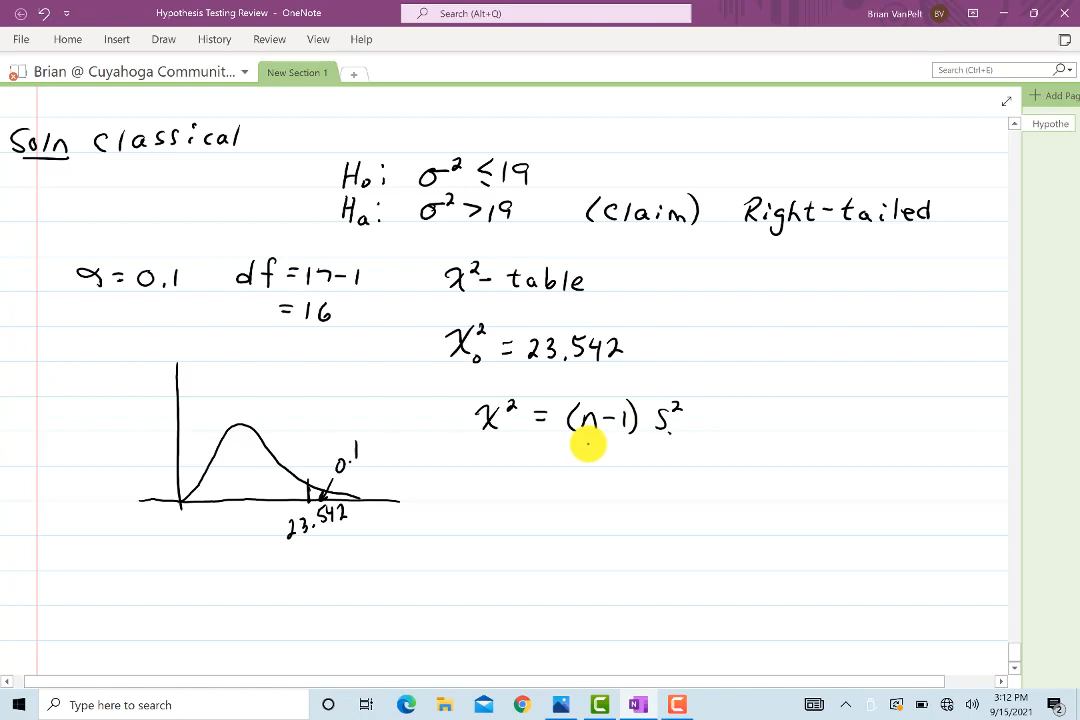 Hypothesis Testing Review - OneNote
Search (Alt+Q)
Brian VanPelt
BV
File Home Insert Draw History Review View Help
Brian @ Cuyahoga Communit...
New Section 1
Search (Ctrl+E)
Add Pag
Hypothe
Soln classical
H₀: σ² ≤ 19
Hₐ: σ² > 19 (claim) Right-tailed
α = 0.1 df = 17-1 χ²- table
= 16
χ₀² = 23.542
χ² = (n-1) s²
0.1
23.542
Type here to search
3:12 PM
9/15/2021
2